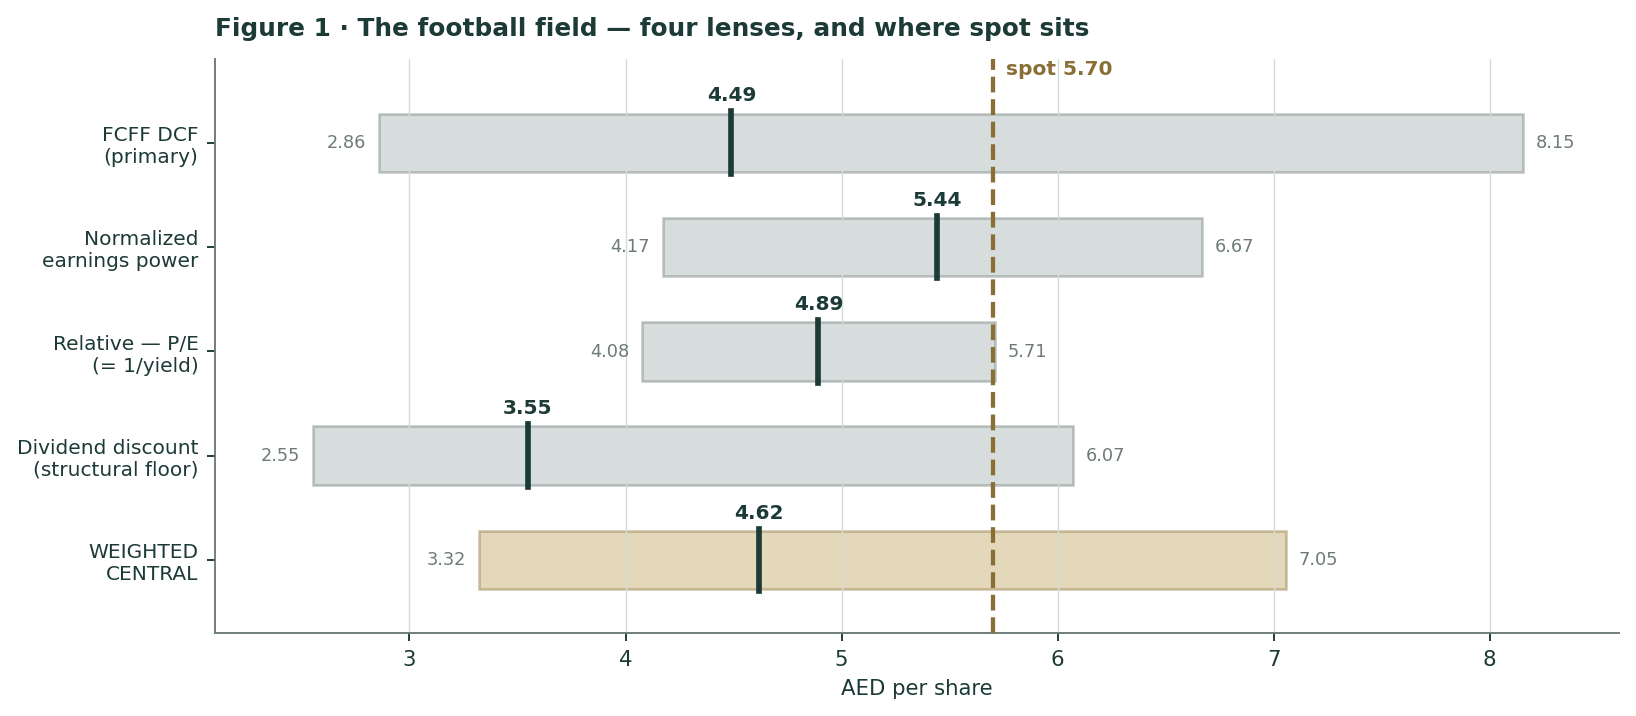 Figure 1 · The football field — four lenses, and where spot sits
spot 5.70
4.49
FCFF DCF
(primary)
2.86
8.15
5.44
Normalized
earnings power
4.17
6.67
4.89
Relative — P/E
(= 1/yield)
4.08
5.71
3.55
Dividend discount
(structural floor)
2.55
6.07
4.62
WEIGHTED
CENTRAL
3.32
7.05
3 4 5 6 7 8
AED per share